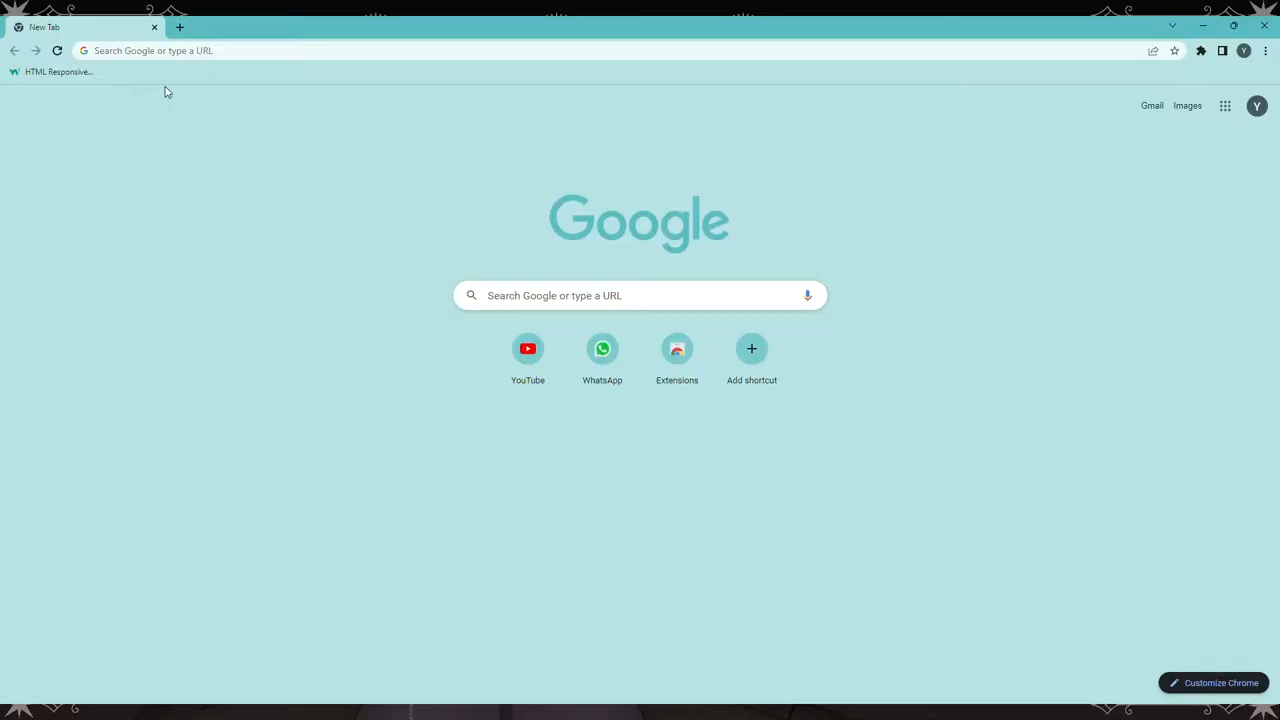 New Tab
Search Google or type a URL
Y
HTML Responsive...
Gmail Images
Y
Google
Search Google or type a URL
YouTube WhatsApp Extensions Add shortcut
Customize Chrome